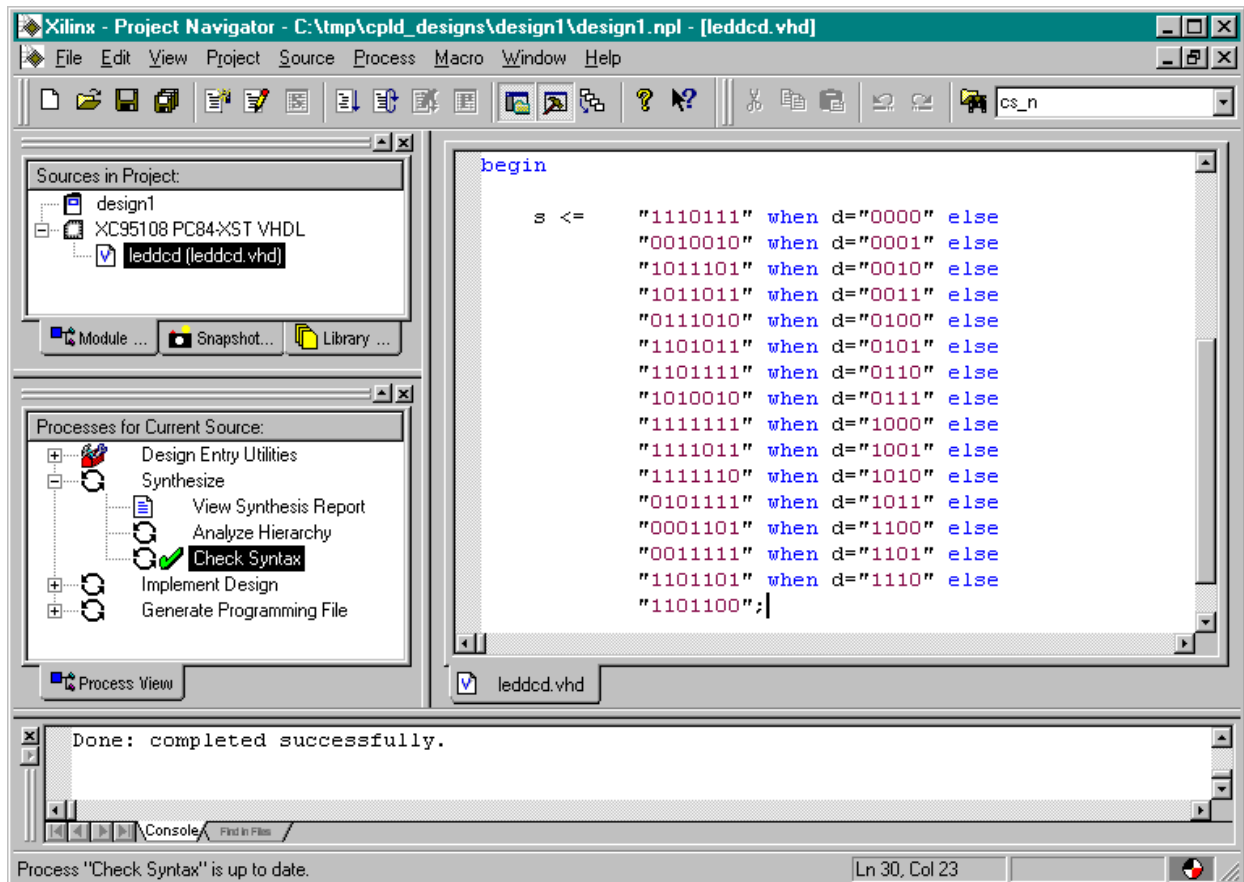 Xilinx - Project Navigator - C:\tmp\cpld_designs\design1\design1.npl - [leddcd.vhd]
File Edit View Project Source Process Macro Window Help
cs_n
Sources in Project:
design1
XC95108 PC84-XST VHDL
leddcd (leddcd.vhd)
Module ... Snapshot... Library ...
Processes for Current Source:
Design Entry Utilities
Synthesize
View Synthesis Report
Analyze Hierarchy
Check Syntax
Implement Design
Generate Programming File
Process View
begin
s <= "1110111" when d="0000" else
"0010010" when d="0001" else
"1011101" when d="0010" else
"1011011" when d="0011" else
"0111010" when d="0100" else
"1101011" when d="0101" else
"1101111" when d="0110" else
"1010010" when d="0111" else
"1111111" when d="1000" else
"1111011" when d="1001" else
"1111110" when d="1010" else
"0101111" when d="1011" else
"0001101" when d="1100" else
"0011111" when d="1101" else
"1101101" when d="1110" else
"1101100";
leddcd.vhd
Done: completed successfully.
Console Find in Files
Process "Check Syntax" is up to date. Ln 30, Col 23